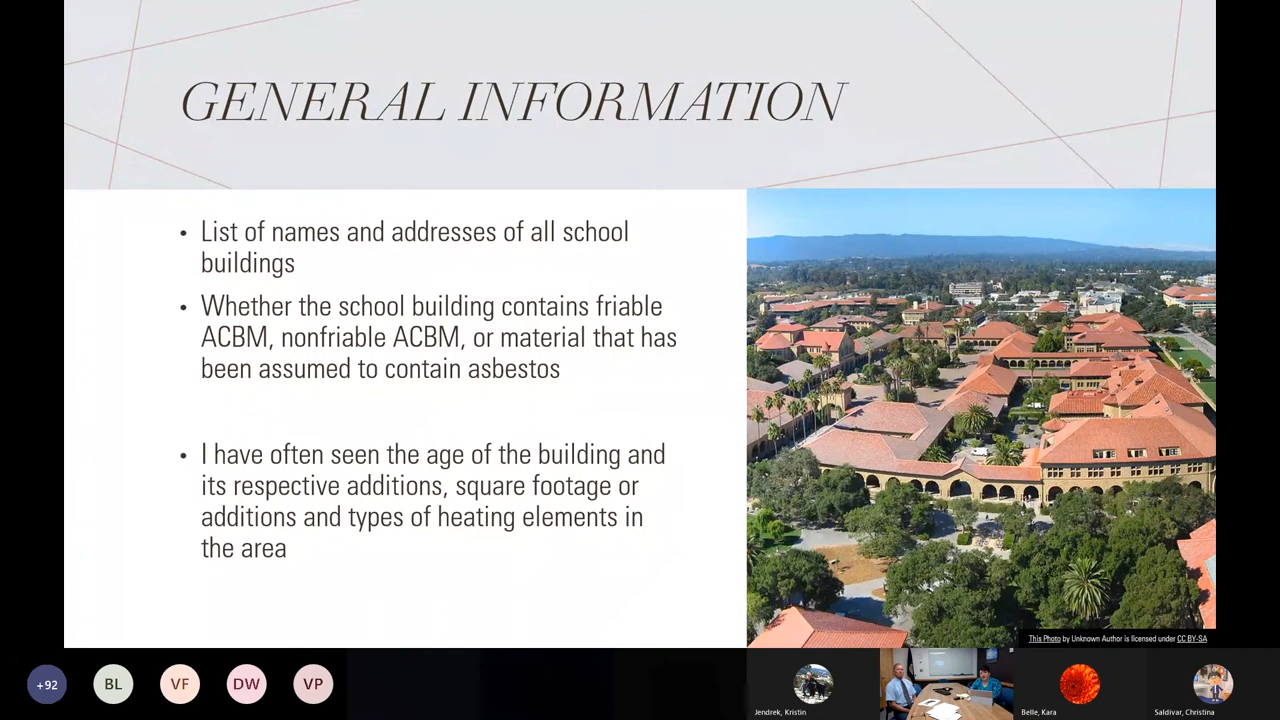 GENERAL INFORMATION
• List of names and addresses of all school
buildings
• Whether the school building contains friable
ACBM, nonfriable ACBM, or material that has
been assumed to contain asbestos
• I have often seen the age of the building and
its respective additions, square footage or
additions and types of heating elements in
the area
This Photo by Unknown Author is licensed under CC BY-SA
+92
BL
VF
DW
VP
Jendrek, Kristin
Belle, Kara
Saldivar, Christina